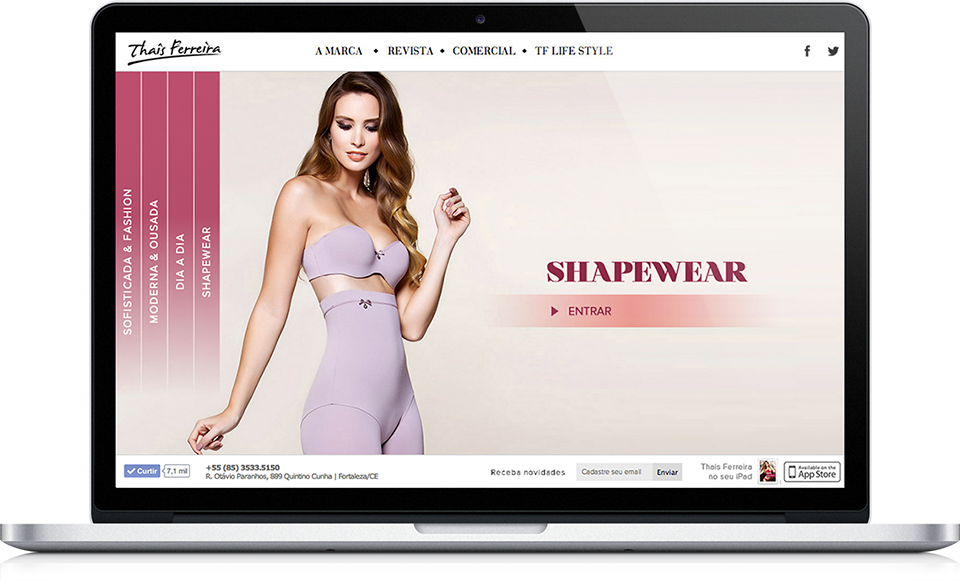 Thaís Ferreira
A MARCA • REVISTA • COMERCIAL • TF LIFE STYLE
SOFISTICADA & FASHION
MODERNA & OUSADA
DIA A DIA
SHAPEWEAR
SHAPEWEAR
ENTRAR
Curtir 7,1 mil
+55 (85) 3533.5150
R. Otávio Paranhos, 889 Quintino Cunha | Fortaleza/CE
Receba novidades
Cadastre seu email
Enviar
Thais Ferreira
no seu iPad
Available on the
App Store